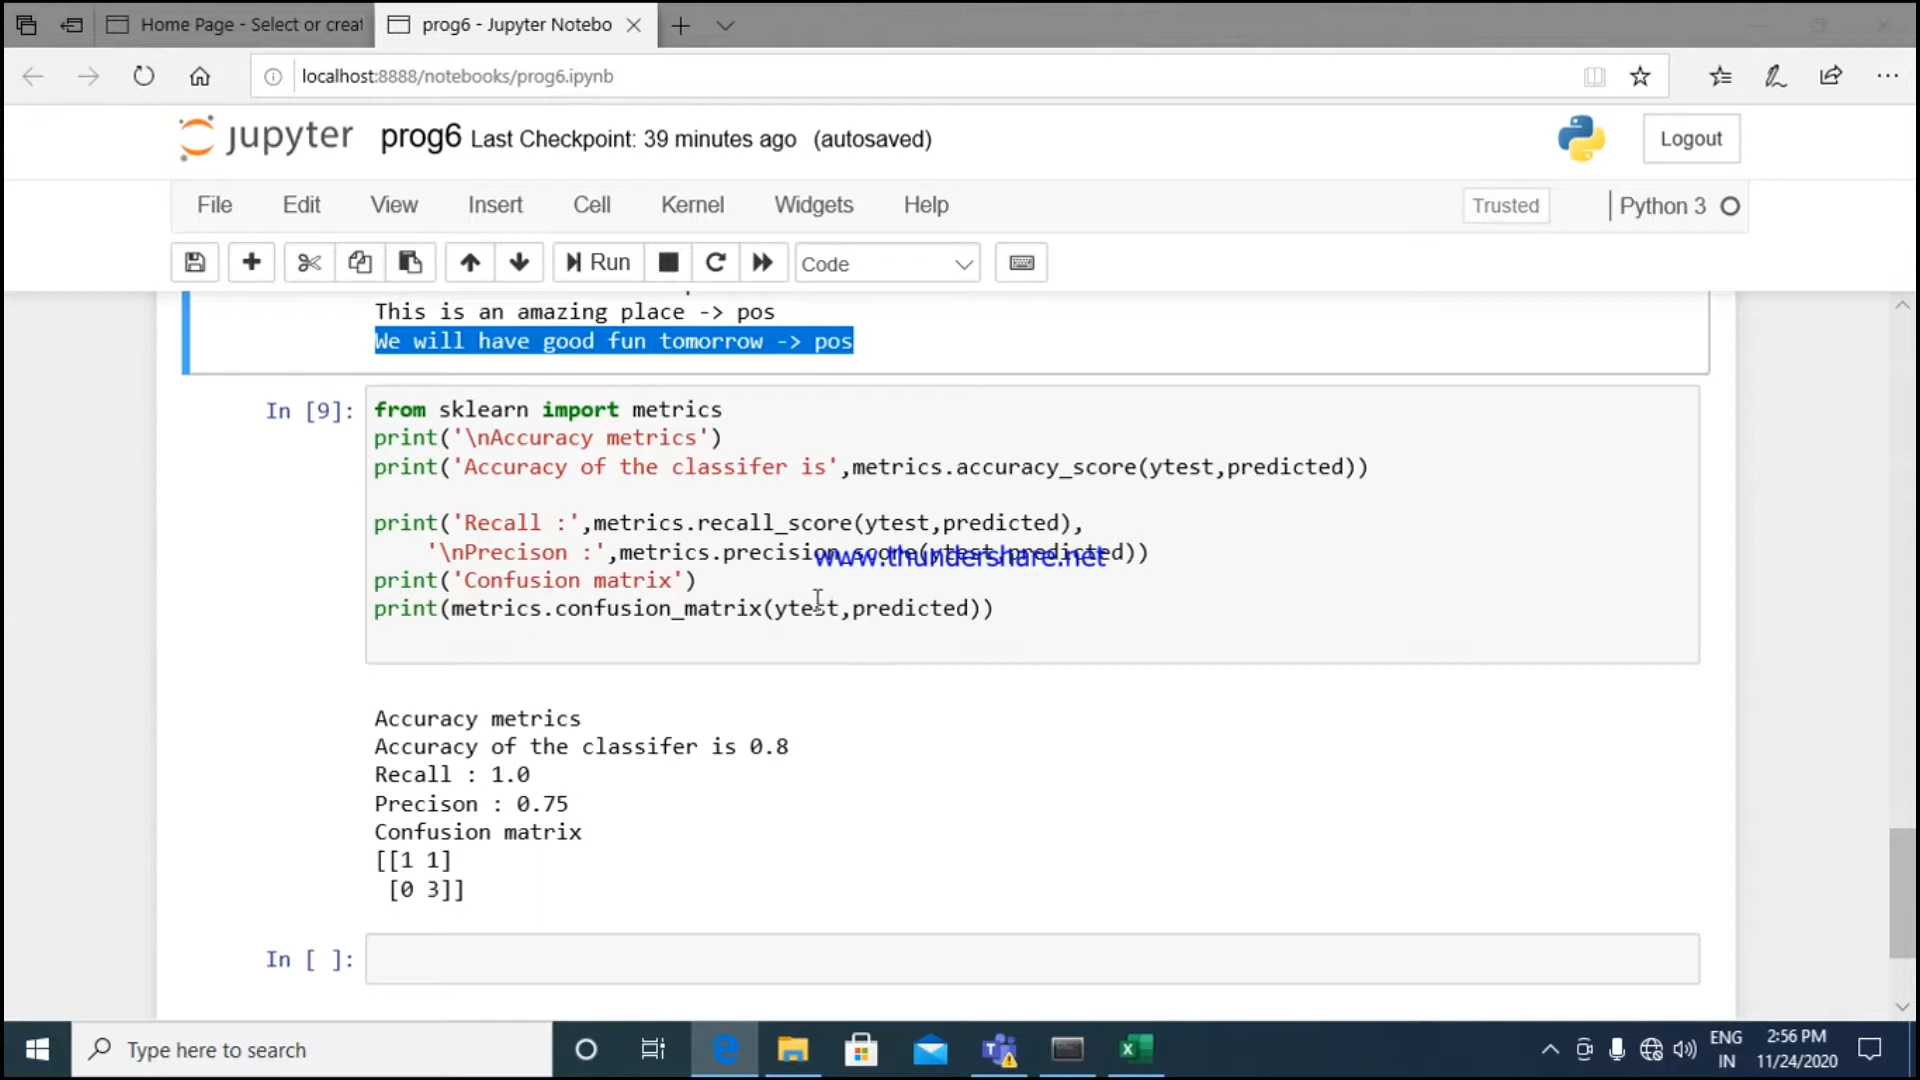 Home Page - Select or creat
prog6 - Jupyter Notebo
localhost:8888/notebooks/prog6.ipynb
jupyter prog6 Last Checkpoint: 39 minutes ago (autosaved)
Logout
File Edit View Insert Cell Kernel Widgets Help
Trusted
Python 3
Run
Code
This is an amazing place -> pos
We will have good fun tomorrow -> pos
In [9]:
from sklearn import metrics
print('\nAccuracy metrics')
print('Accuracy of the classifer is',metrics.accuracy_score(ytest,predicted))
print('Recall :',metrics.recall_score(ytest,predicted),
'\nPrecison :',metrics.precision_score(ytest,predicted))
www.thundershare.net
print('Confusion matrix')
print(metrics.confusion_matrix(ytest,predicted))
Accuracy metrics
Accuracy of the classifer is 0.8
Recall : 1.0
Precison : 0.75
Confusion matrix
[[1 1]
[0 3]]
In [ ]:
Type here to search
ENG
IN
2:56 PM
11/24/2020